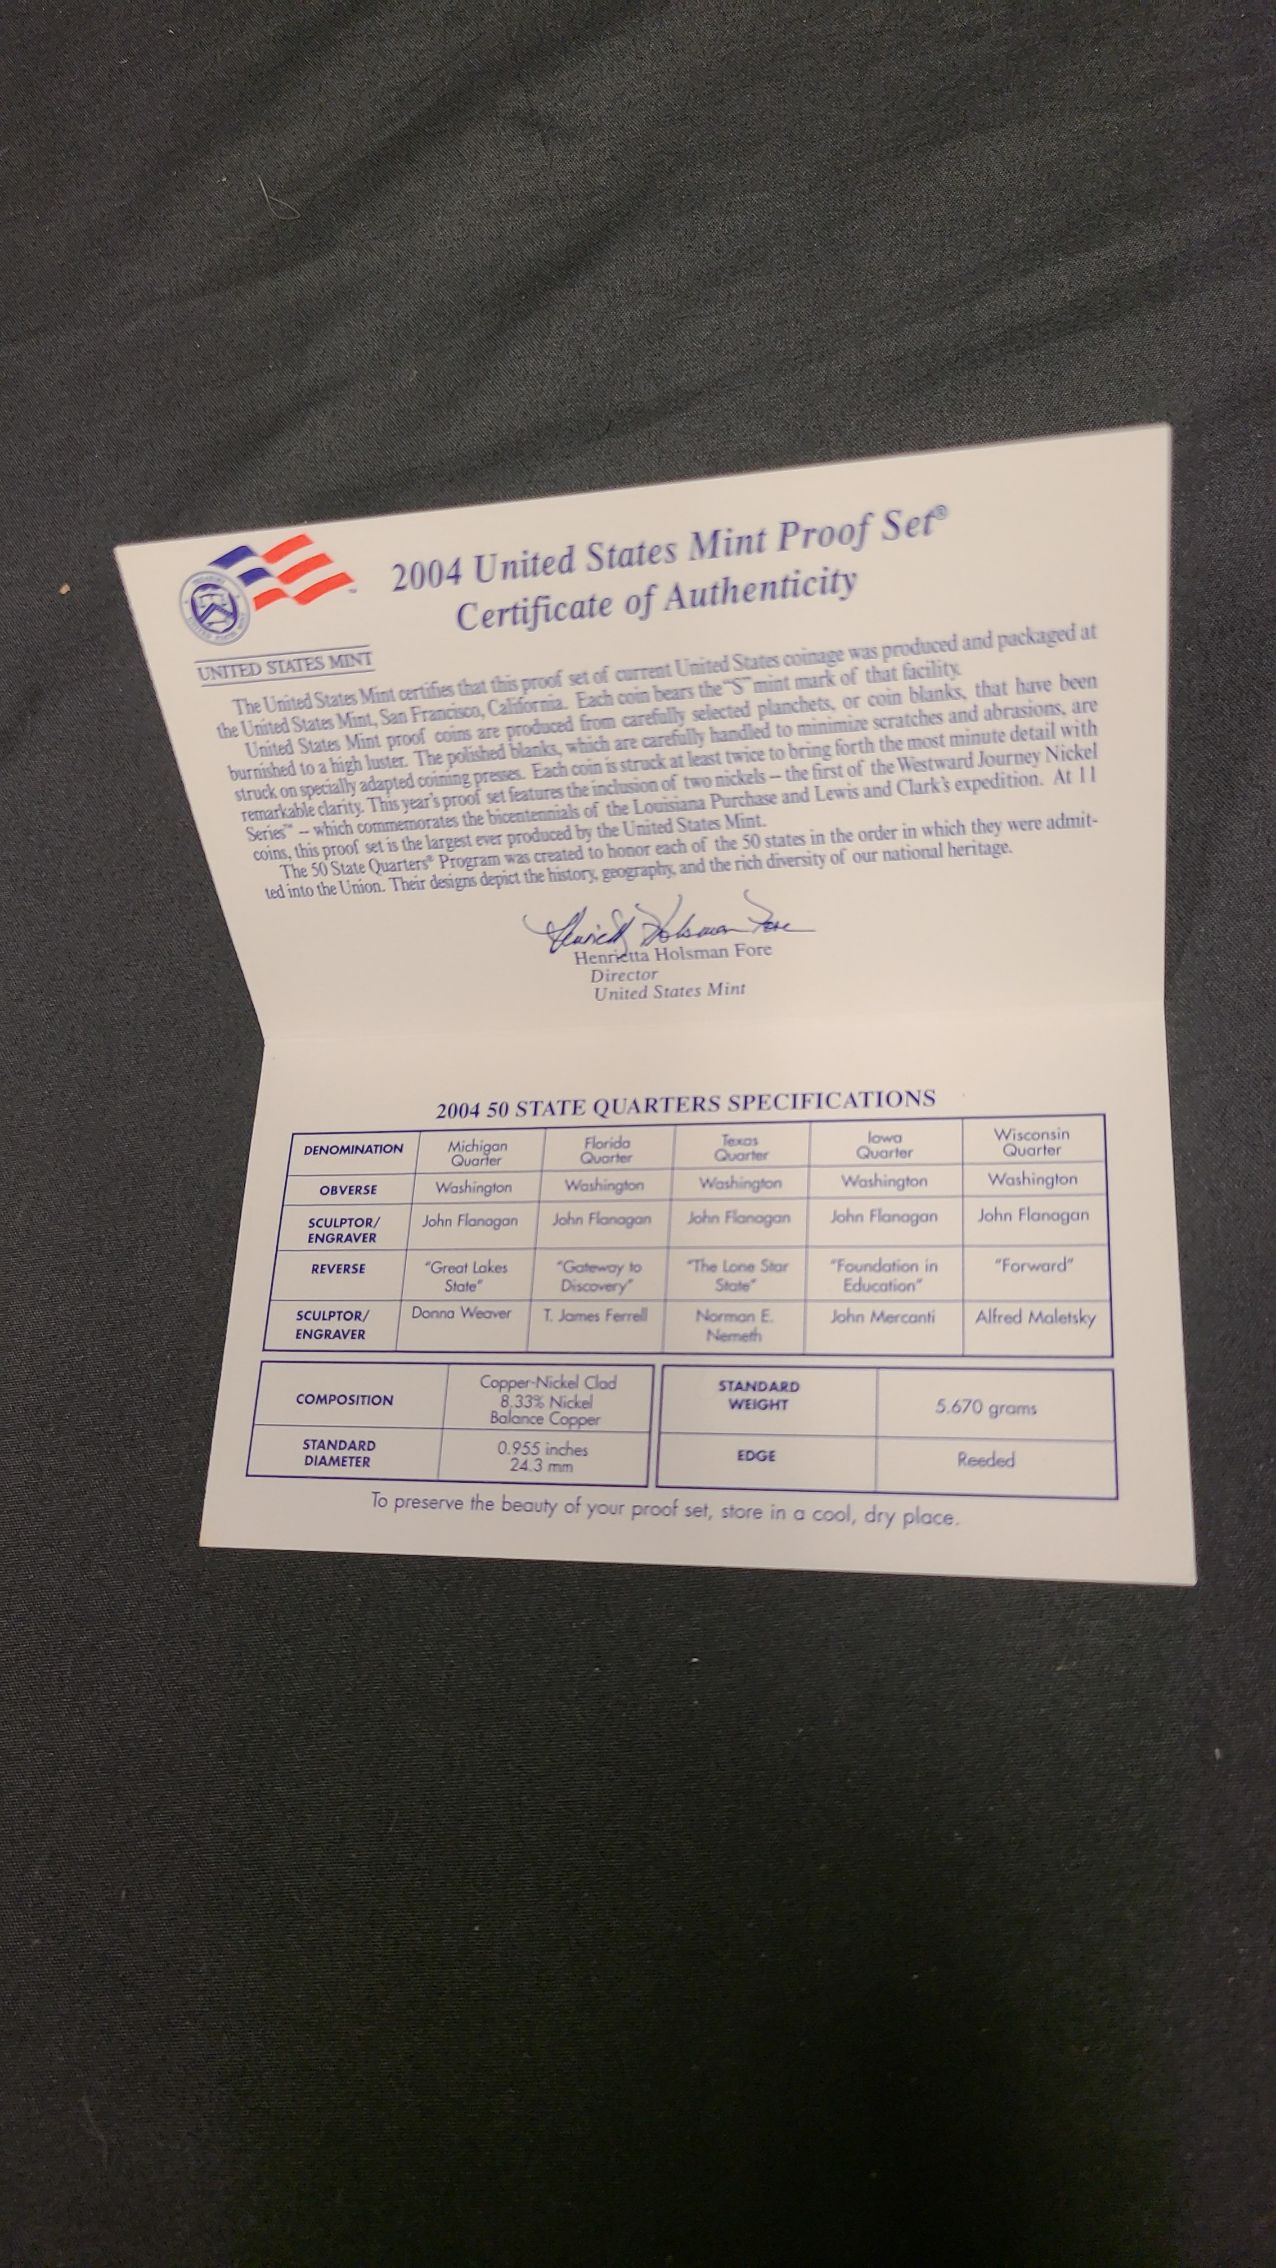 2004 United States Mint Proof Set®
Certificate of Authenticity
UNITED STATES MINT
The United States Mint certifies that this proof set of current United States coinage was produced and packaged at
the United States Mint, San Francisco, California. Each coin bears the "S" mint mark of that facility.
United States Mint proof coins are produced from carefully selected planchets, or coin blanks, that have been
burnished to a high luster. The polished blanks, which are carefully handled to minimize scratches and abrasions, are
struck on specially adapted coining presses. Each coin is struck at least twice to bring forth the most minute detail with
remarkable clarity. This year's proof set features the inclusion of two nickels – the first of the Westward Journey Nickel
Series™ – which commemorates the bicentennials of the Louisiana Purchase and Lewis and Clark's expedition. At 11
coins, this proof set is the largest ever produced by the United States Mint.
The 50 State Quarters® Program was created to honor each of the 50 states in the order in which they were admit-
ted into the Union. Their designs depict the history, geography, and the rich diversity of our national heritage.
Henrietta Holsman Fore
Henrietta Holsman Fore
Director
United States Mint
2004 50 STATE QUARTERS SPECIFICATIONS
DENOMINATION Michigan Quarter Florida Quarter Texas Quarter Iowa Quarter Wisconsin Quarter
OBVERSE Washington Washington Washington Washington Washington
SCULPTOR/ ENGRAVER John Flanagan John Flanagan John Flanagan John Flanagan John Flanagan
REVERSE "Great Lakes State" "Gateway to Discovery" "The Lone Star State" "Foundation in Education" "Forward"
SCULPTOR/ ENGRAVER Donna Weaver T. James Ferrell Norman E. Nemeth John Mercanti Alfred Maletsky
COMPOSITION Copper-Nickel Clad 8.33% Nickel Balance Copper STANDARD WEIGHT 5.670 grams
STANDARD DIAMETER 0.955 inches 24.3 mm EDGE Reeded
To preserve the beauty of your proof set, store in a cool, dry place.